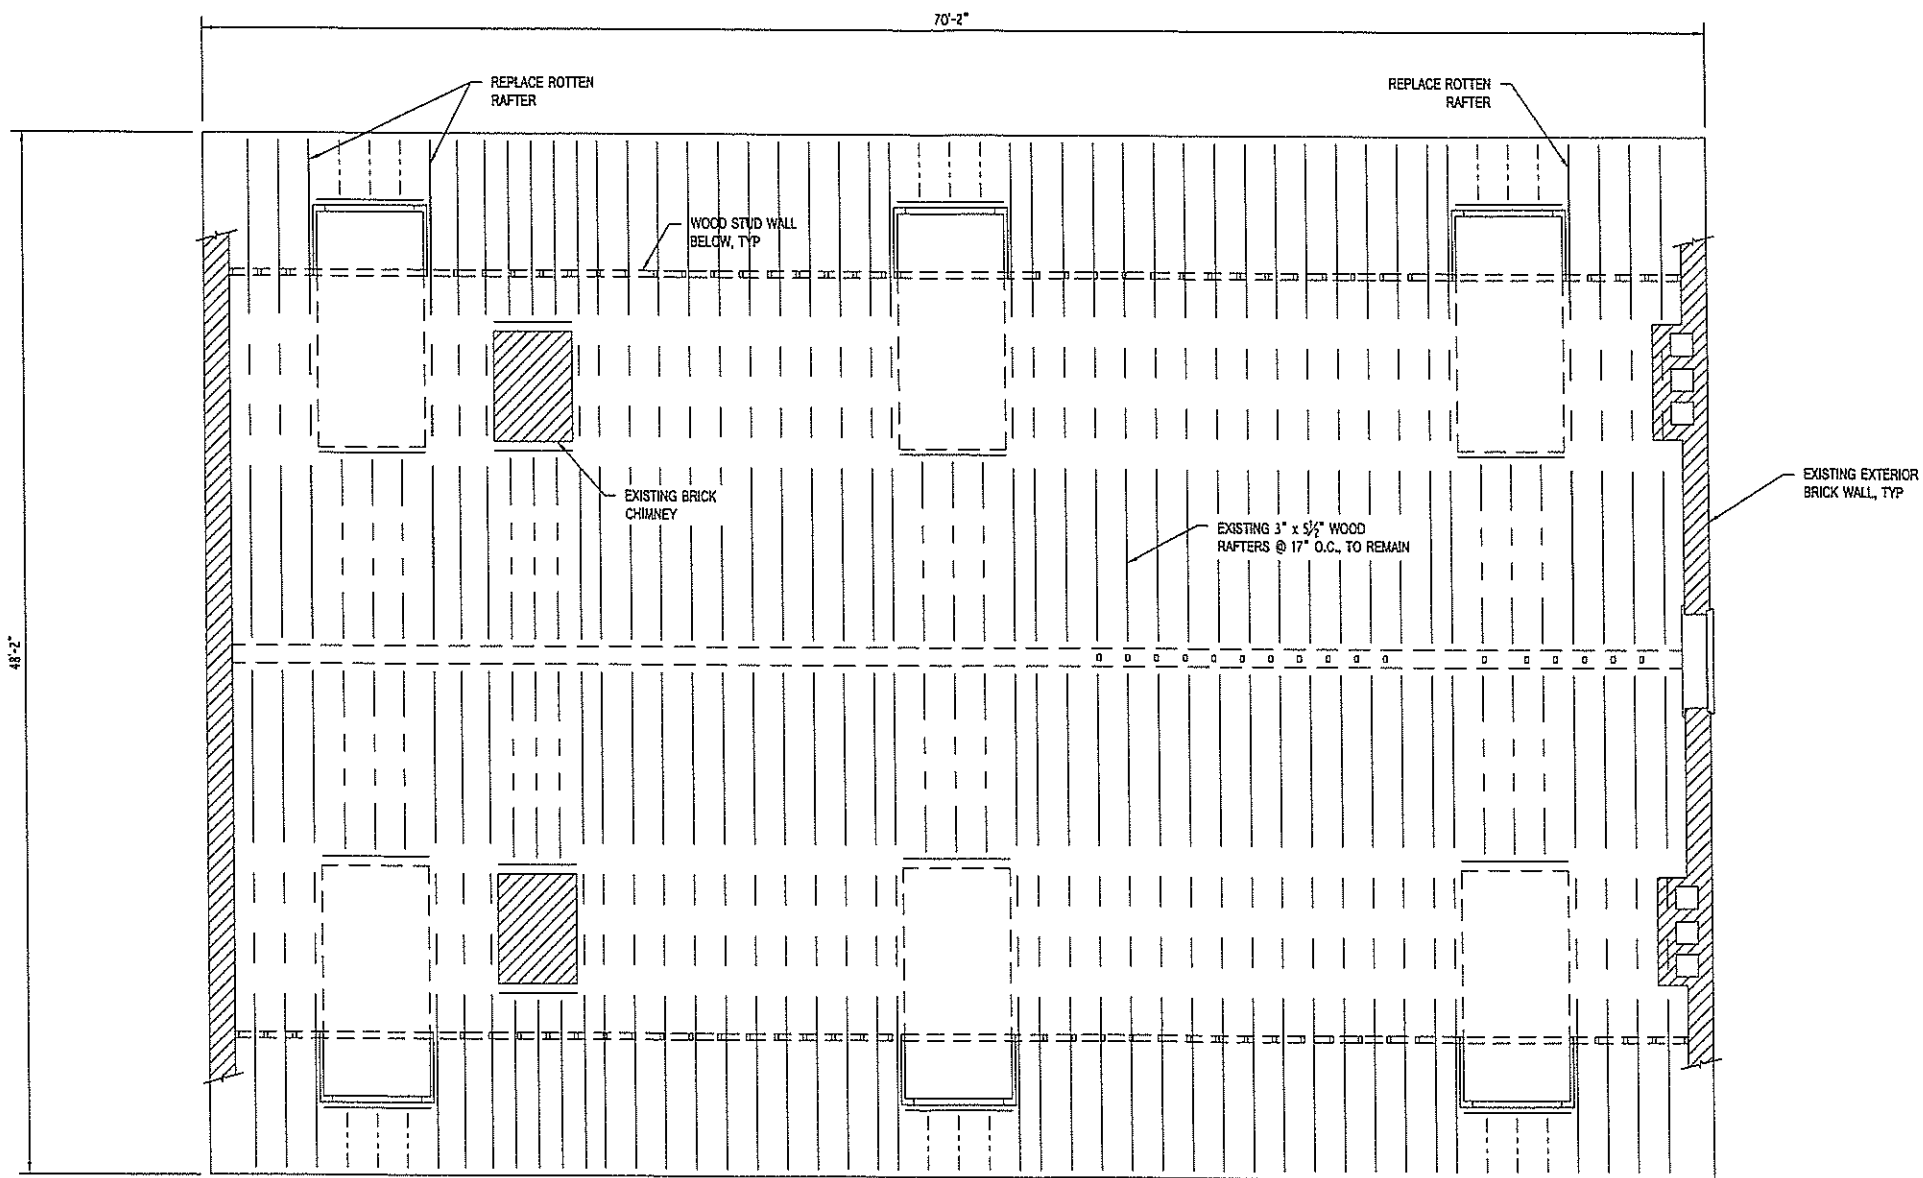 70'-2"
REPLACE ROTTEN
RAFTER
REPLACE ROTTEN
RAFTER
WOOD STUD WALL
BELOW, TYP
EXISTING BRICK
CHIMNEY
EXISTING 3" x 5½" WOOD
RAFTERS @ 17" O.C., TO REMAIN
EXISTING EXTERIOR
BRICK WALL, TYP
48'-2"